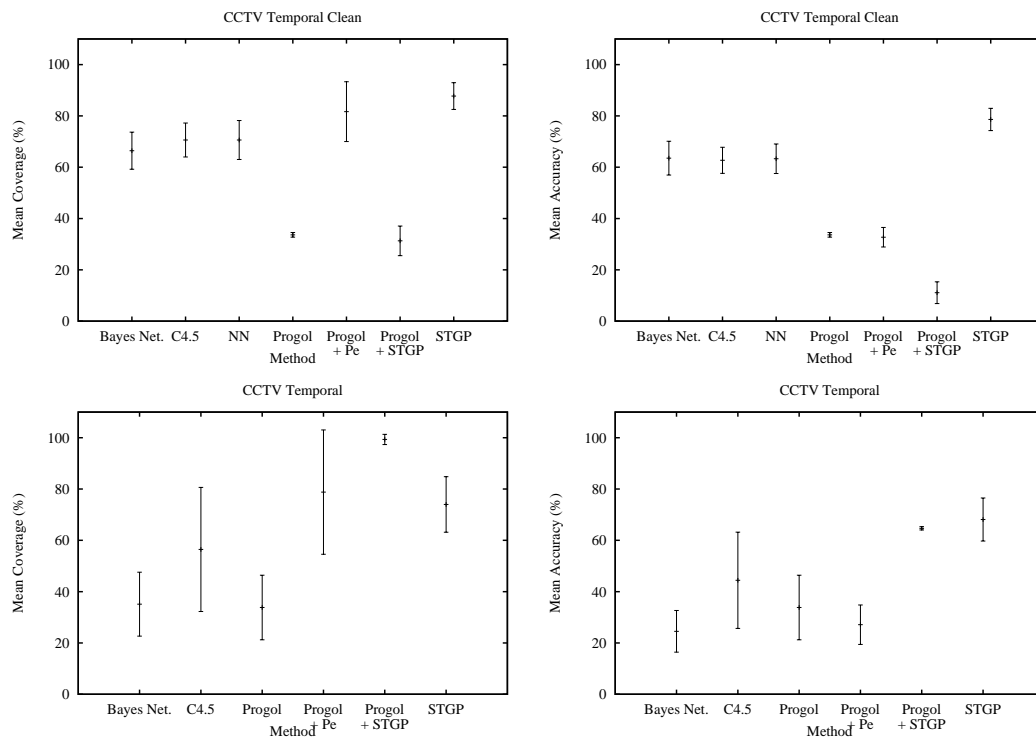 CCTV Temporal Clean
100
80
60
40
20
0
Mean Coverage (%)
Bayes Net. C4.5 NN Progol Progol + Pe Progol + STGP STGP
Method
CCTV Temporal Clean
100
80
60
40
20
0
Mean Accuracy (%)
Bayes Net. C4.5 NN Progol Progol + Pe Progol + STGP STGP
Method
CCTV Temporal
100
80
60
40
20
0
Mean Coverage (%)
Bayes Net. C4.5 Progol Progol + Pe Progol + STGP STGP
Method
CCTV Temporal
100
80
60
40
20
0
Mean Accuracy (%)
Bayes Net. C4.5 Progol Progol + Pe Progol + STGP STGP
Method